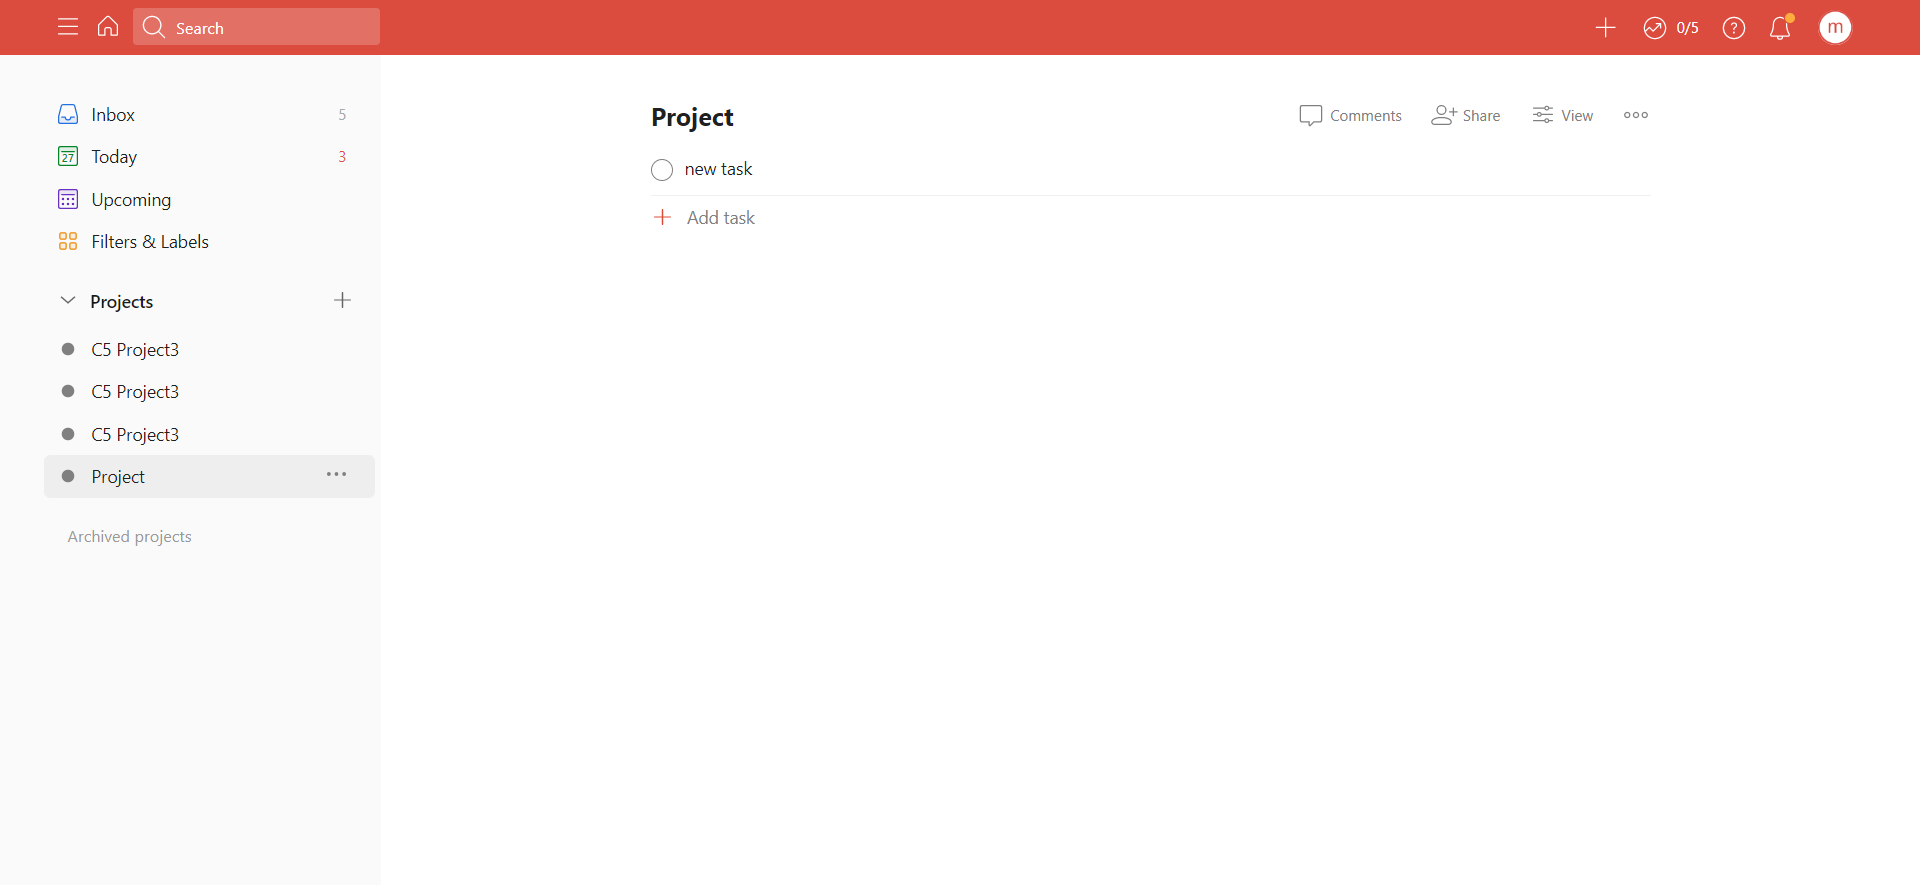 Search
0/5
m
Inbox 5
27
Today 3
Upcoming
Filters & Labels
Projects
C5 Project3
C5 Project3
C5 Project3
Project
Archived projects
Project
Comments
Share
View
new task
Add task